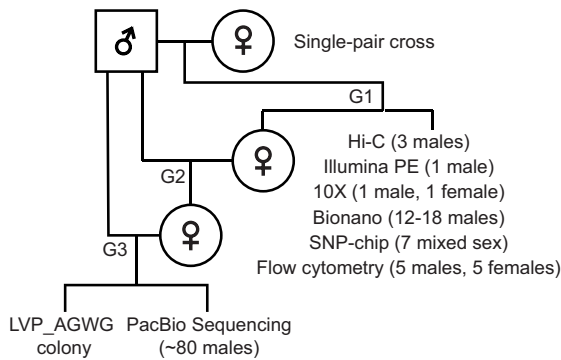 Single-pair cross
G1
Hi-C (3 males)
Illumina PE (1 male)
10X (1 male, 1 female)
Bionano (12-18 males)
SNP-chip (7 mixed sex)
Flow cytometry (5 males, 5 females)
G2
G3
LVP_AGWG
colony
PacBio Sequencing
(~80 males)